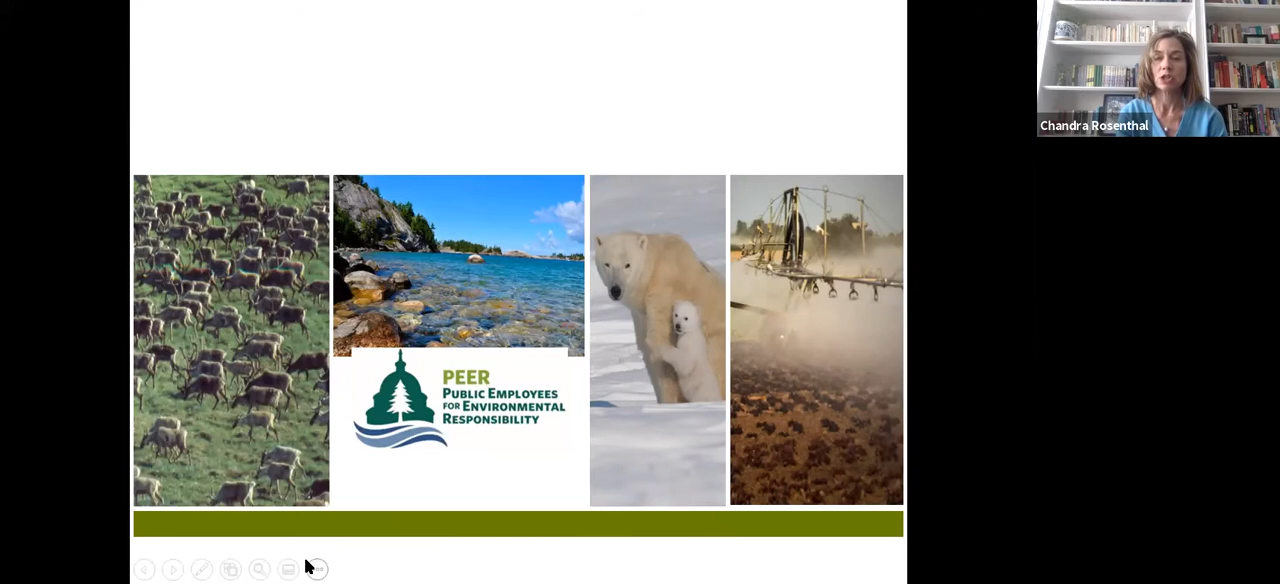 Chandra Rosenthal
PEER
PUBLIC EMPLOYEES
FOR ENVIRONMENTAL
RESPONSIBILITY